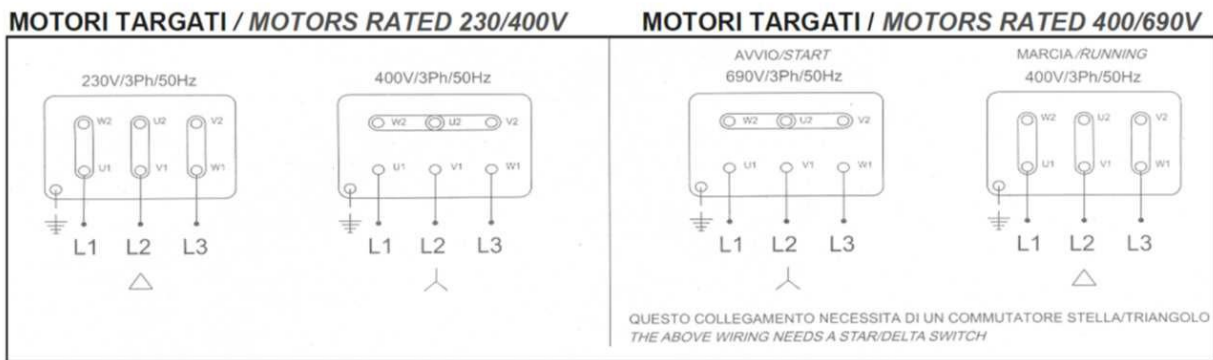 MOTORI TARGATI / MOTORS RATED 230/400V
230V/3Ph/50Hz
W2 U2 V2
U1 V1 W1
L1 L2 L3
400V/3Ph/50Hz
W2 U2 V2
U1 V1 W1
L1 L2 L3
MOTORI TARGATI / MOTORS RATED 400/690V
AVVIO/START
690V/3Ph/50Hz
W2 U2 V2
U1 V1 W1
L1 L2 L3
MARCIA/RUNNING
400V/3Ph/50Hz
W2 U2 V2
U1 V1 W1
L1 L2 L3
QUESTO COLLEGAMENTO NECESSITA DI UN COMMUTATORE STELLA/TRIANGOLO
THE ABOVE WIRING NEEDS A STAR/DELTA SWITCH